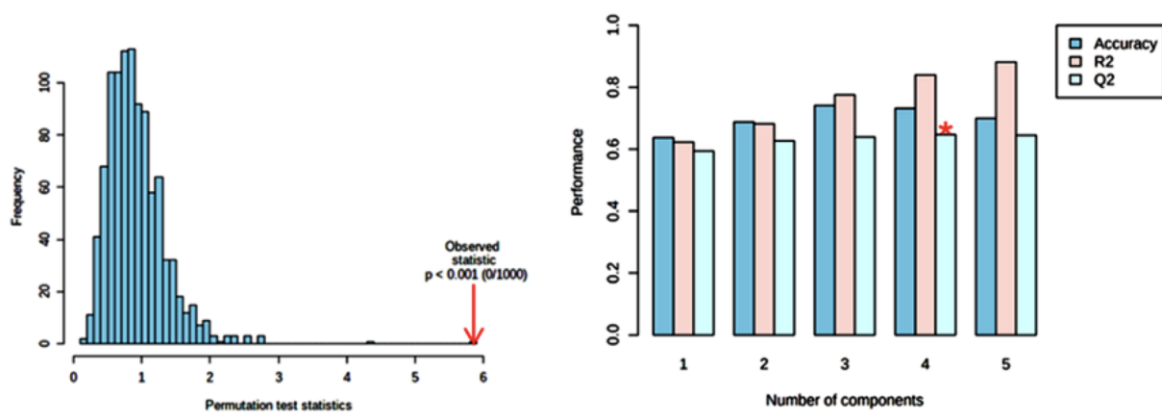 Frequency
0
20
40
60
80
100
Observed
statistic
p < 0.001 (0/1000)
0 1 2 3 4 5 6
Permutation test statistics
Performance
0.0
0.2
0.4
0.6
0.8
1.0
*
1 2 3 4 5
Number of components
Accuracy
R2
Q2